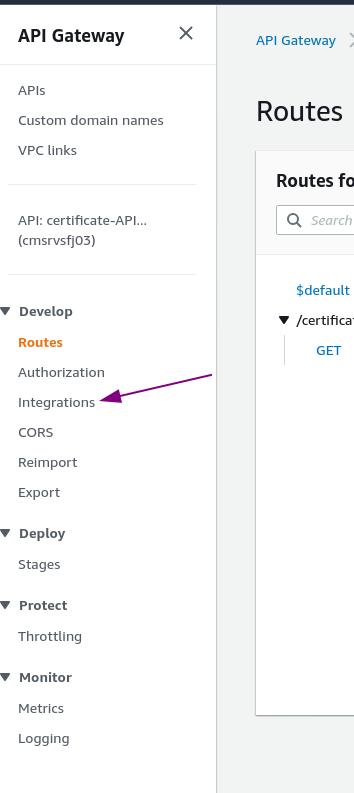 API Gateway
APIs
Custom domain names
VPC links
API: certificate-API...
(cmsrvsfj03)
Develop
Routes
Authorization
Integrations
CORS
Reimport
Export
Deploy
Stages
Protect
Throttling
Monitor
Metrics
Logging
API Gateway
Routes
Routes fo
Search
$default
/certifica
GET